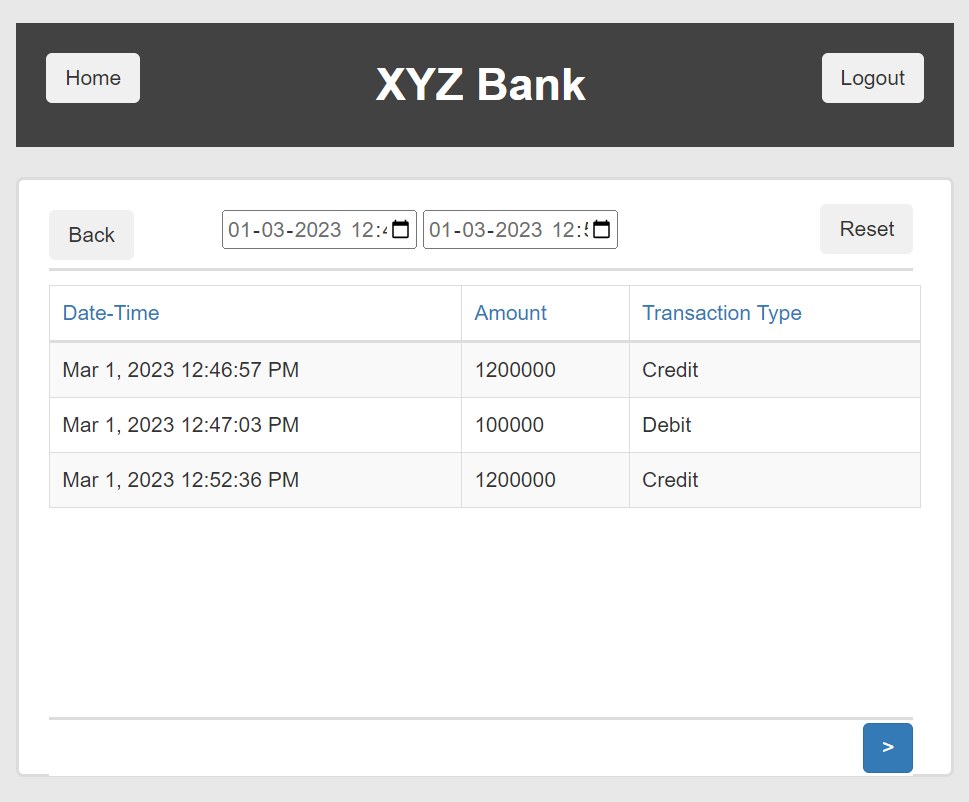 Home XYZ Bank Logout
Back 01-03-2023 01-03-2023 Reset
Date-Time Amount Transaction Type
Mar 1, 2023 12:46:57 PM 1200000 Credit
Mar 1, 2023 12:47:03 PM 100000 Debit
Mar 1, 2023 12:52:36 PM 1200000 Credit
>